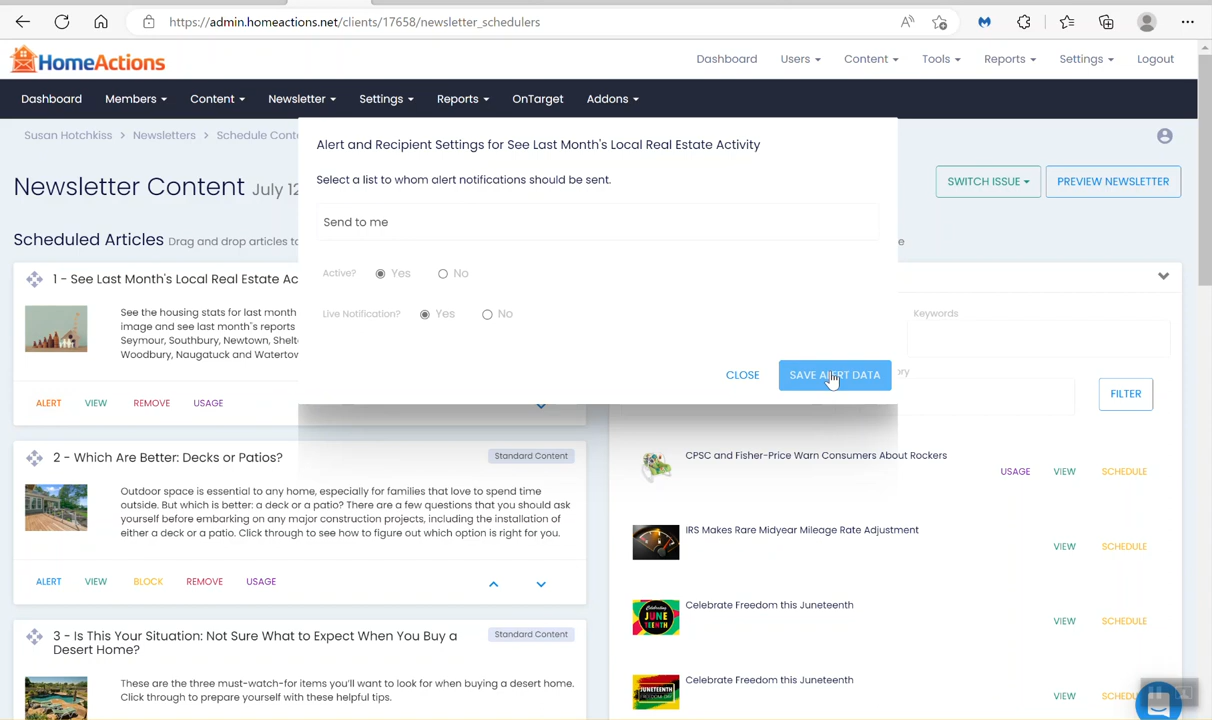 https://admin.homeactions.net/clients/17658/newsletter_schedulers
HomeActions
Dashboard Users Content Tools Reports Settings Logout
Dashboard Members Content Newsletter Settings Reports OnTarget Addons
Susan Hotchkiss > Newsletters > Schedule Conte
Alert and Recipient Settings for See Last Month's Local Real Estate Activity
Select a list to whom alert notifications should be sent.
Send to me
Active? Yes No
Live Notification? Yes No
CLOSE SAVE ALERT DATA
Newsletter Content July 12
SWITCH ISSUE PREVIEW NEWSLETTER
Scheduled Articles Drag and drop articles to
1 - See Last Month's Local Real Estate Ac
See the housing stats for last month
image and see last month's reports
Seymour, Southbury, Newtown, Shelt
Woodbury, Naugatuck and Watertow
ALERT VIEW REMOVE USAGE
2 - Which Are Better: Decks or Patios?
Standard Content
Outdoor space is essential to any home, especially for families that love to spend time
outside. But which is better: a deck or a patio? There are a few questions that you should ask
yourself before embarking on any major construction projects, including the installation of
either a deck or a patio. Click through to see how to figure out which option is right for you.
ALERT VIEW BLOCK REMOVE USAGE
3 - Is This Your Situation: Not Sure What to Expect When You Buy a
Desert Home?
Standard Content
These are the three must-watch-for items you'll want to look for when buying a desert home.
Click through to prepare yourself with these helpful tips.
Keywords
ory
FILTER
CPSC and Fisher-Price Warn Consumers About Rockers
USAGE VIEW SCHEDULE
IRS Makes Rare Midyear Mileage Rate Adjustment
VIEW SCHEDULE
Celebrate Freedom this Juneteenth
VIEW SCHEDULE
Celebrate Freedom this Juneteenth
VIEW SCHEDU